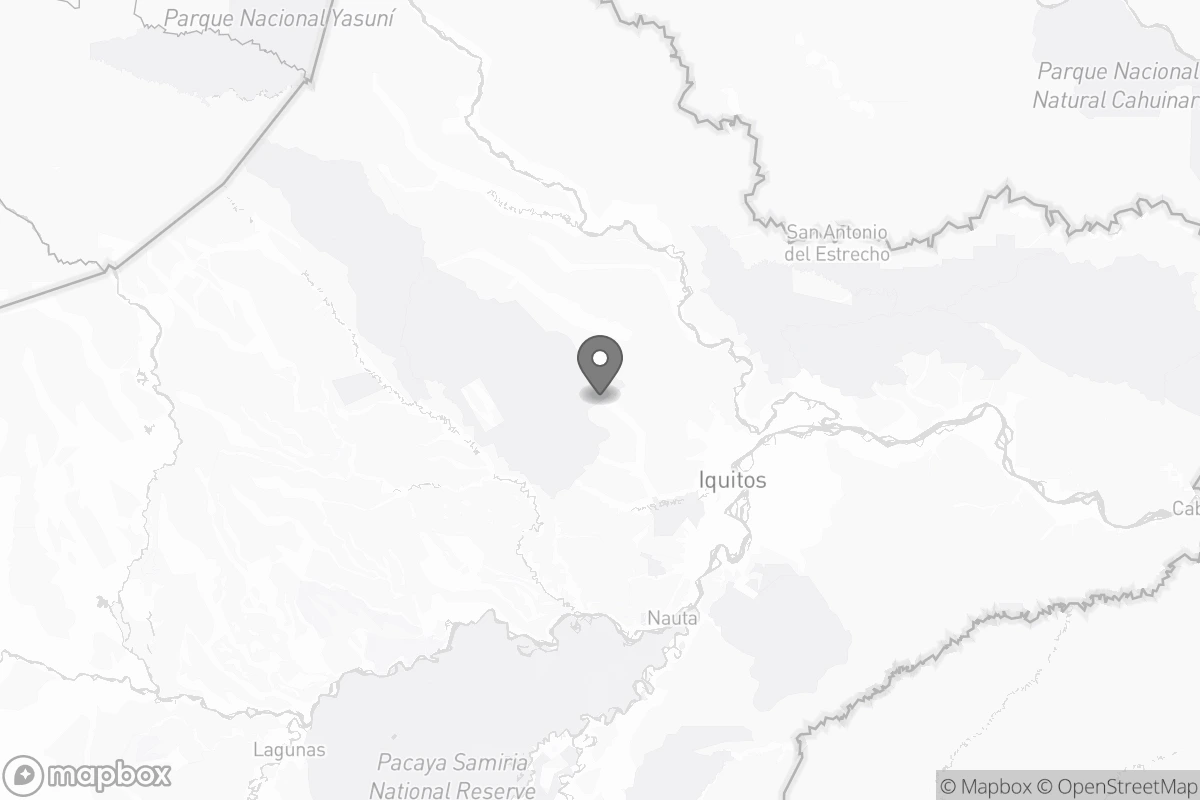 Parque Nacional Yasuní
Parque Nacional
Natural Cahuinar
San Antonio
del Estrecho
Iquitos
Cab
Nauta
Lagunas
Pacaya Samiria
National Reserve
mapbox
© Mapbox © OpenStreetMap